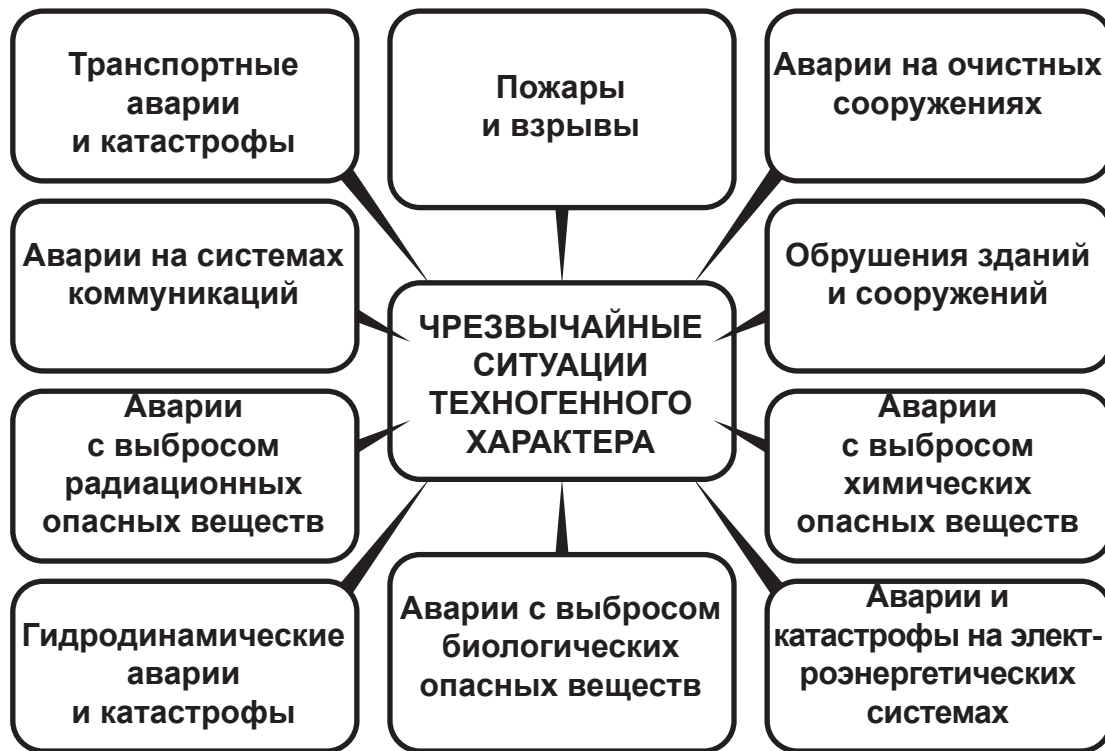 Транспортные
аварии
и катастрофы
Пожары
и взрывы
Аварии на очистных
сооружениях
Аварии на системах
коммуникаций
Обрушения зданий
и сооружений
ЧРЕЗВЫЧАЙНЫЕ
СИТУАЦИИ
ТЕХНОГЕННОГО
ХАРАКТЕРА
Аварии
с выбросом
радиационных
опасных веществ
Аварии
с выбросом
химических
опасных веществ
Гидродинамические
аварии
и катастрофы
Аварии с выбросом
биологических
опасных веществ
Аварии и
катастрофы на элект-
роэнергетических
системах